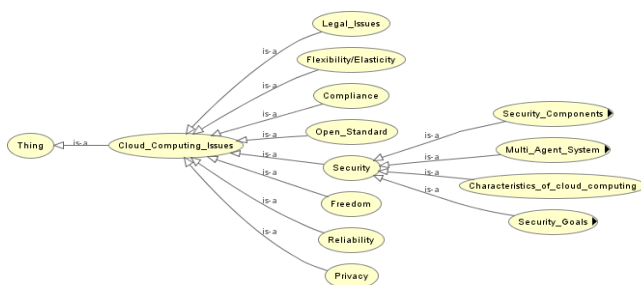 Legal_Issues
is-a
Flexibility/Elasticity
is-a
Compliance
is-a
Security_Components
Open_Standard
is-a
is-a
Thing
is-a
Cloud_Computing_Issues
Multi_Agent_System
is-a
is-a
Security
is-a
Characteristics_of_cloud_computing
is-a
is-a
Freedom
Security_Goals
is-a
Reliability
is-a
Privacy